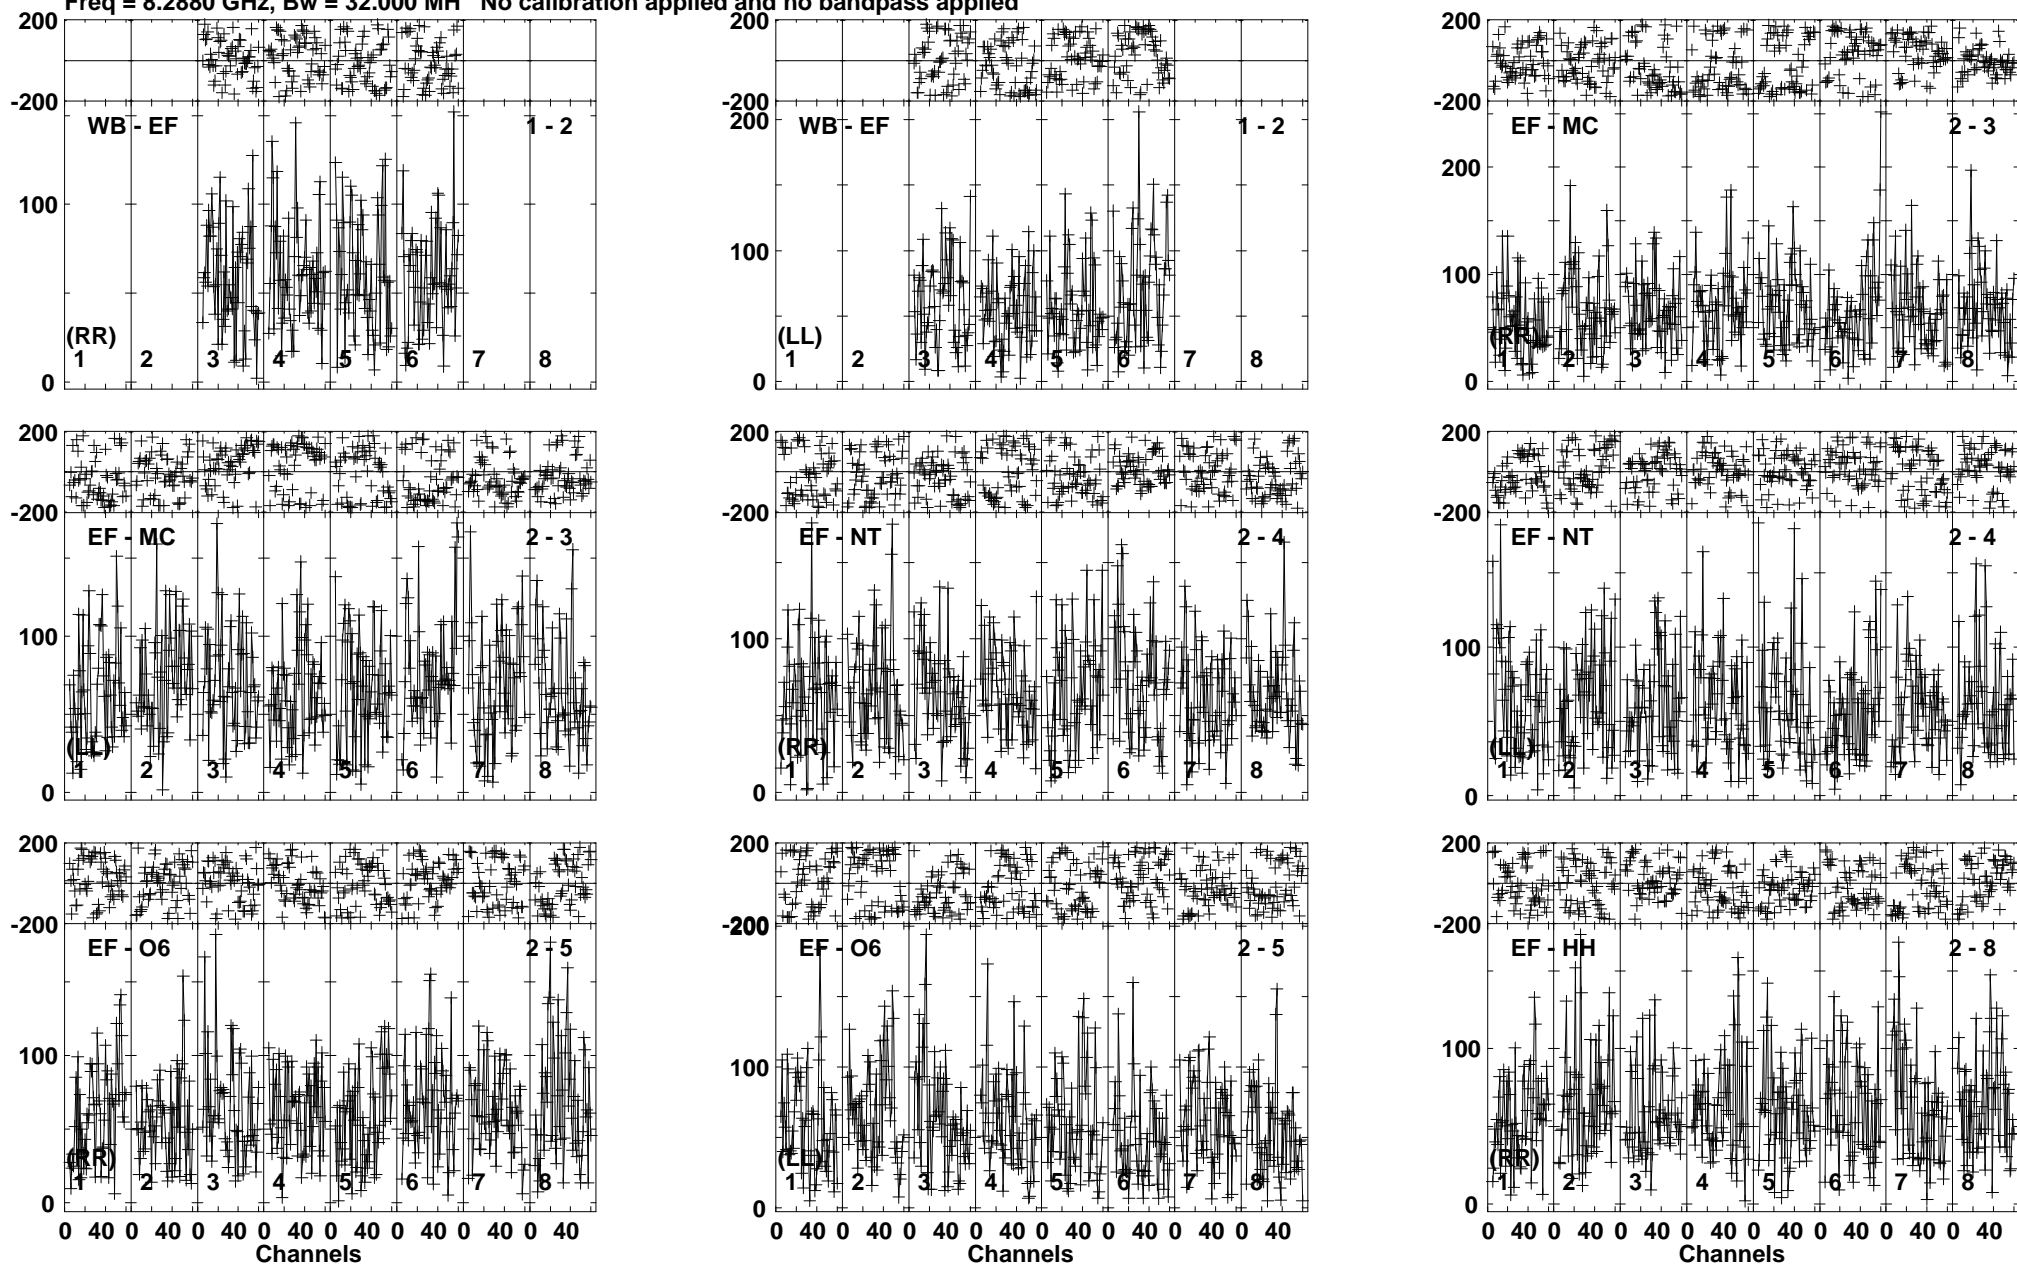 Freq = 8.2880 GHz, Bw = 32.000 MH No calibration applied and no bandpass applied
200
-200
WB - EF 1 - 2
100
(RR)
1 2 3 4 5 6 7 8
0
-200
200
WB - EF 1 - 2
100
(LL)
1 2 3 4 5 6 7 8
0
200
-200
EF - MC 2 - 3
200
100
(RR)
1 2 3 4 5 6 7 8
0
200
-200
EF - MC 2 - 3
100
(LL)
1 2 3 4 5 6 7 8
0
200
-200
EF - NT 2 - 4
100
(RR)
1 2 3 4 5 6 7 8
0
200
-200
EF - NT 2 - 4
100
(LL)
1 2 3 4 5 6 7 8
0
200
-200
EF - O6 2 - 5
100
(RR)
1 2 3 4 5 6 7 8
0
0 40 0 40 0 40 0 40 0 40 0 40 0 40 0 40
Channels
200
-200
200
EF - O6 2 - 5
100
(LL)
1 2 3 4 5 6 7 8
0
0 40 0 40 0 40 0 40 0 40 0 40 0 40 0 40
Channels
200
-200
EF - HH 2 - 8
100
(RR)
1 2 3 4 5 6 7 8
0
0 40 0 40 0 40 0 40 0 40 0 40 0 40 0 40
Channels